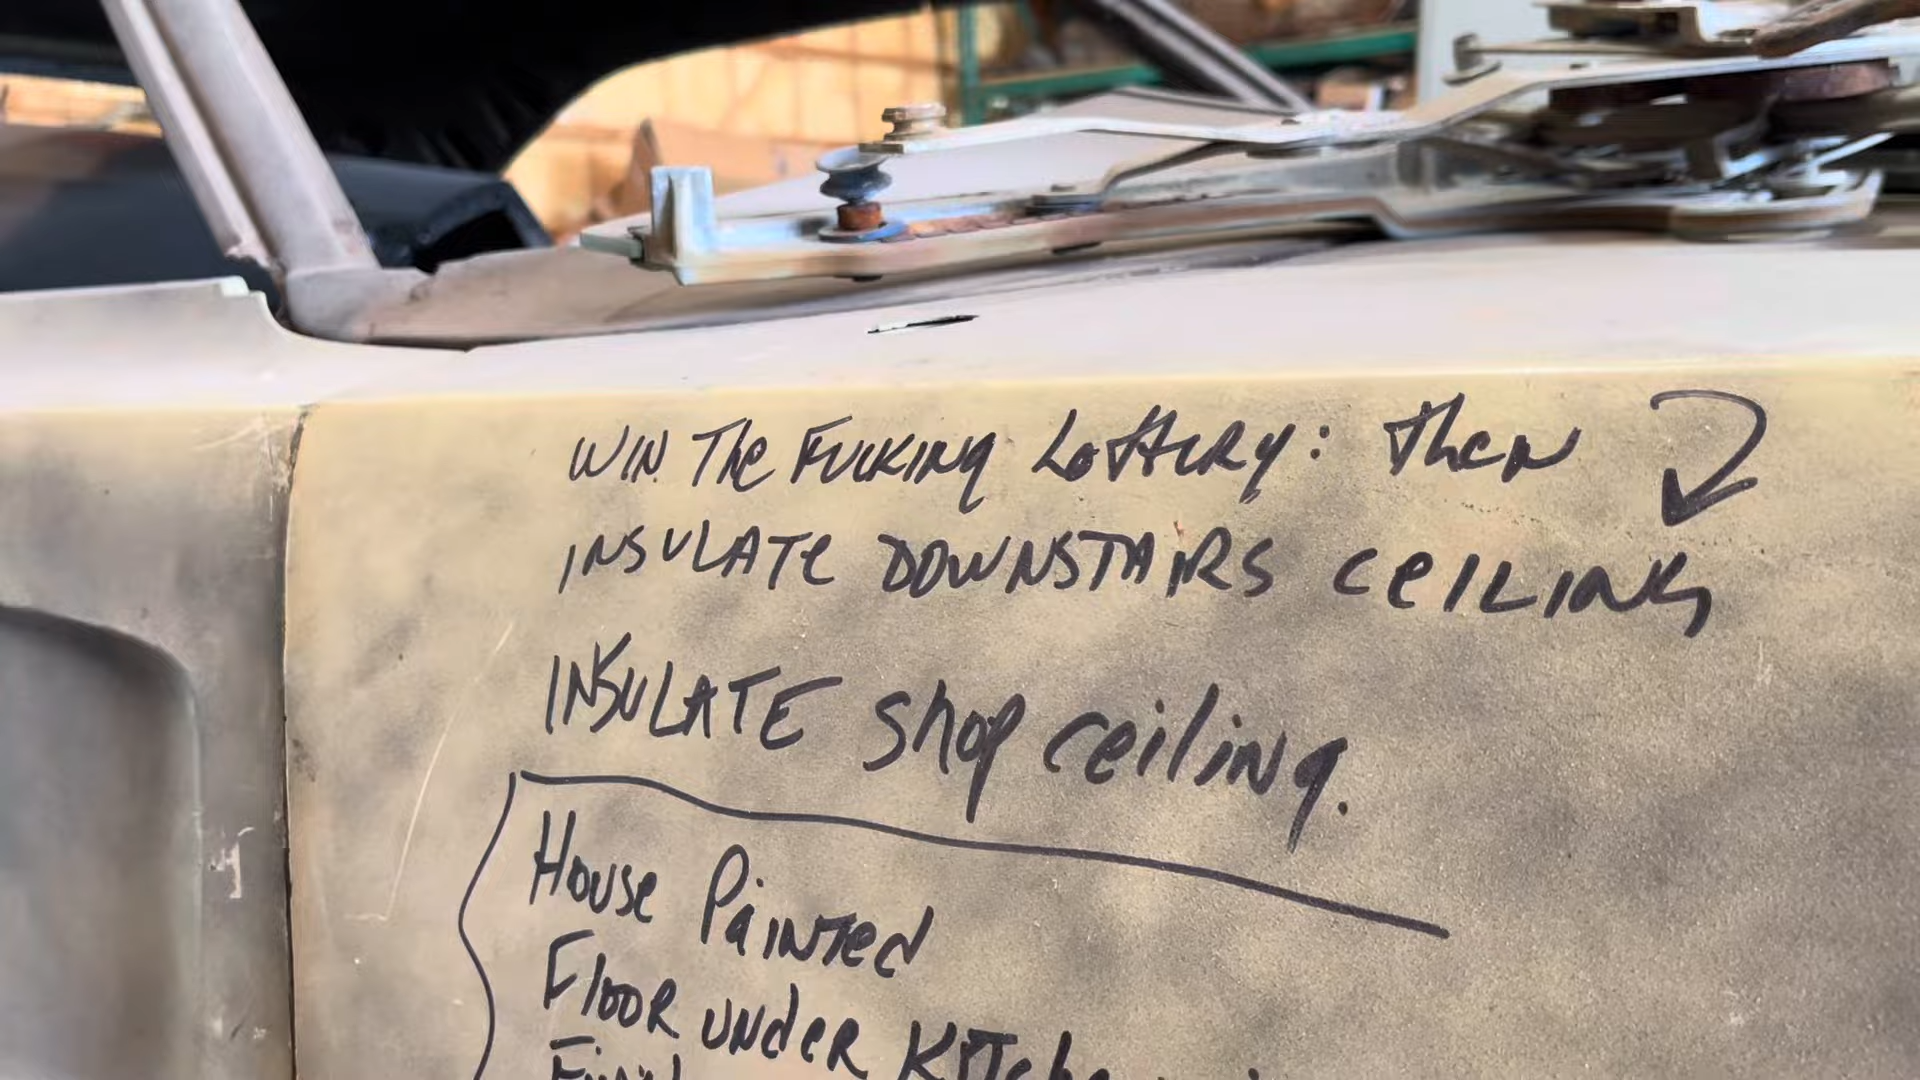 WIN The FUCKING LoTTERY: then
INSULATE DOWNSTAIRS CeILING
INSULATE shop ceiling.
House PaiNTed
Floor under